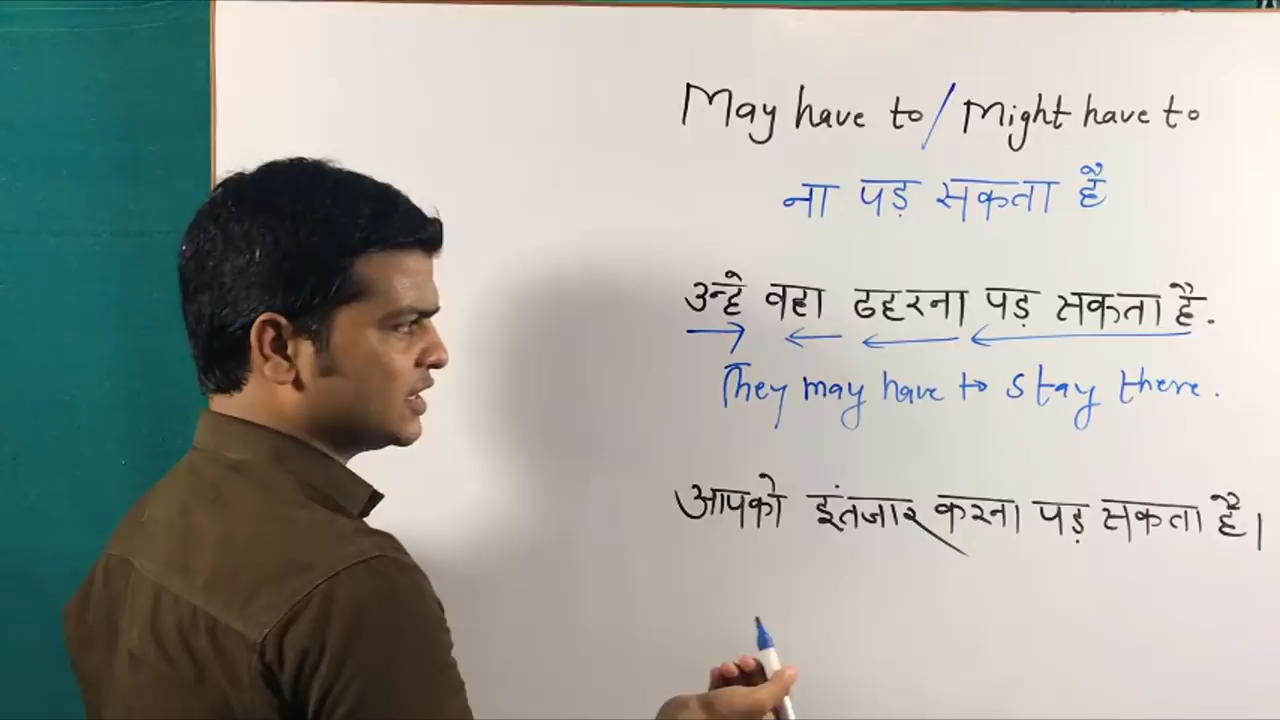 May have to / Might have to
ना पड़ सकता है
उन्हे वहा ठहरना पड़ सकता है.
They may have to stay there.
आपको इंतजार करना पड़ सकता है।